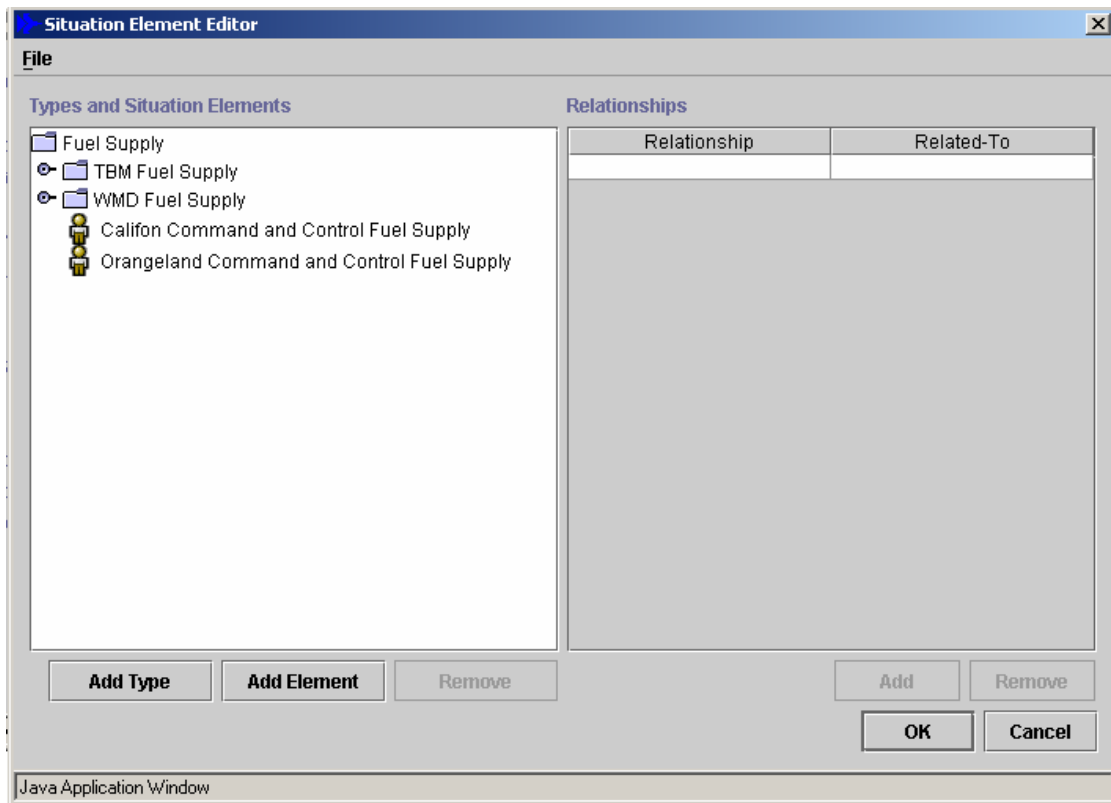 Situation Element Editor
File
Types and Situation Elements
Relationships
Fuel Supply
TBM Fuel Supply
WMD Fuel Supply
Califon Command and Control Fuel Supply
Orangeland Command and Control Fuel Supply
Relationship Related-To
Add Type Add Element Remove
Add Remove
OK Cancel
Java Application Window